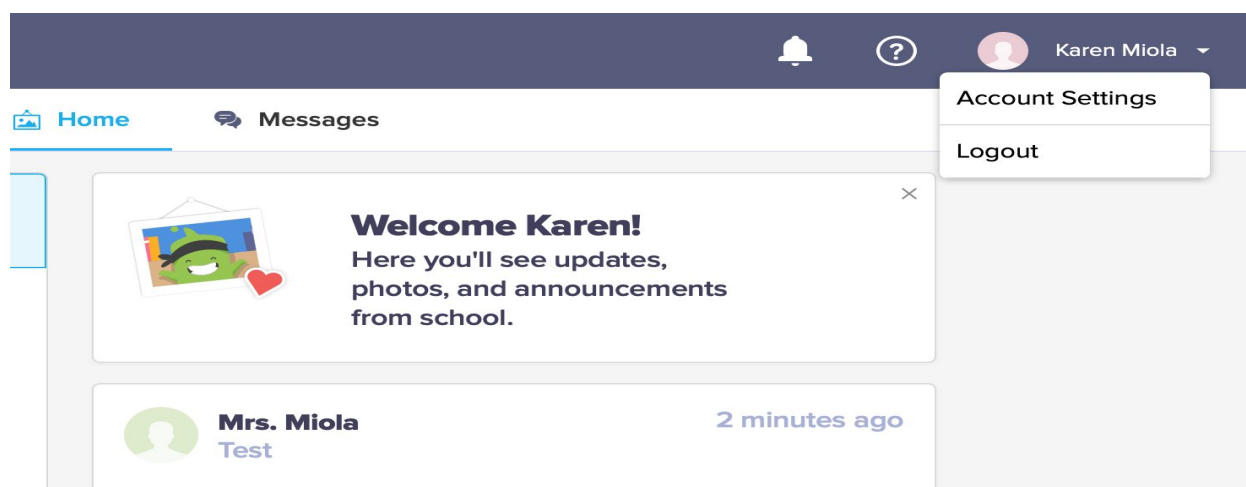 Karen Miola
Account Settings
Logout
Home
Messages
Welcome Karen!
Here you'll see updates,
photos, and announcements
from school.
Mrs. Miola
2 minutes ago
Test